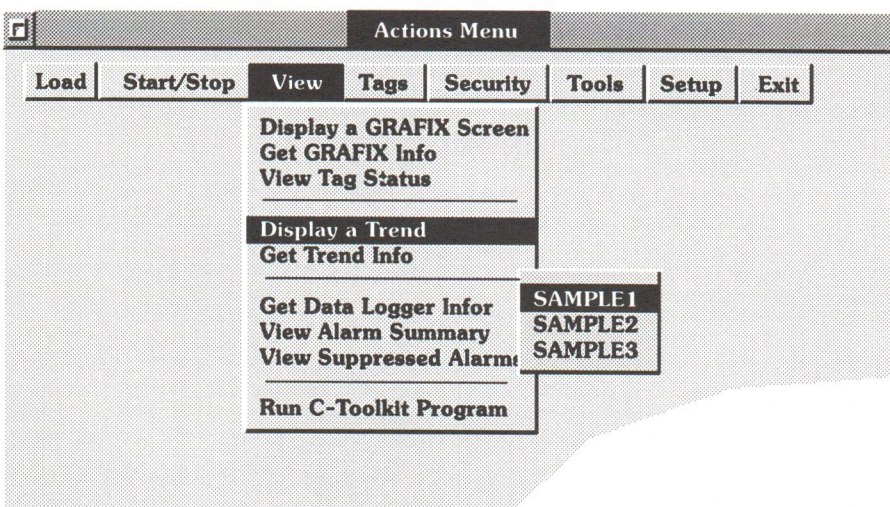 Actions Menu
Load Start/Stop View Tags Security Tools Setup Exit
Display a GRAFIX Screen
Get GRAFIX Info
View Tag Status
Display a Trend
Get Trend Info
Get Data Logger Infor
View Alarm Summary
View Suppressed Alarms
Run C-Toolkit Program
SAMPLE1
SAMPLE2
SAMPLE3